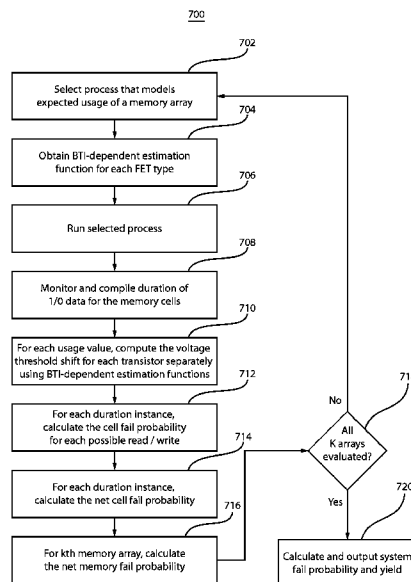 700
702
Select process that models
expected usage of a memory array
704
Obtain BTI-dependent estimation
function for each FET type
706
Run selected process
708
Monitor and compile duration of
1/0 data for the memory cells
710
For each usage value, compute the voltage
threshold shift for each transistor separately
using BTI-dependent estimation functions
712
For each duration instance,
calculate the cell fail probability
for each possible read / write
714
For each duration instance,
calculate the net cell fail probability
716
For kth memory array, calculate
the net memory fail probability
No
71
All
K arrays
evaluated?
Yes
720
Calculate and output system
fail probability and yield